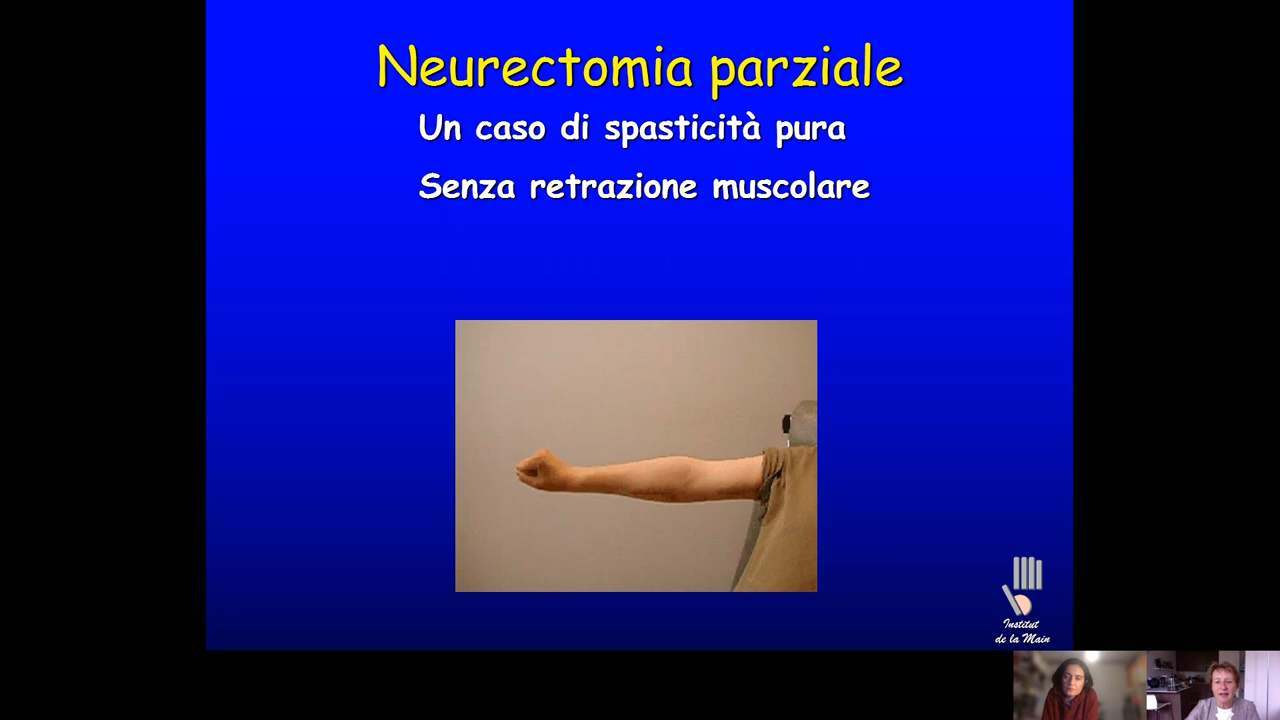 Neurectomia parziale
Un caso di spasticità pura
Senza retrazione muscolare
Institut
de la Main